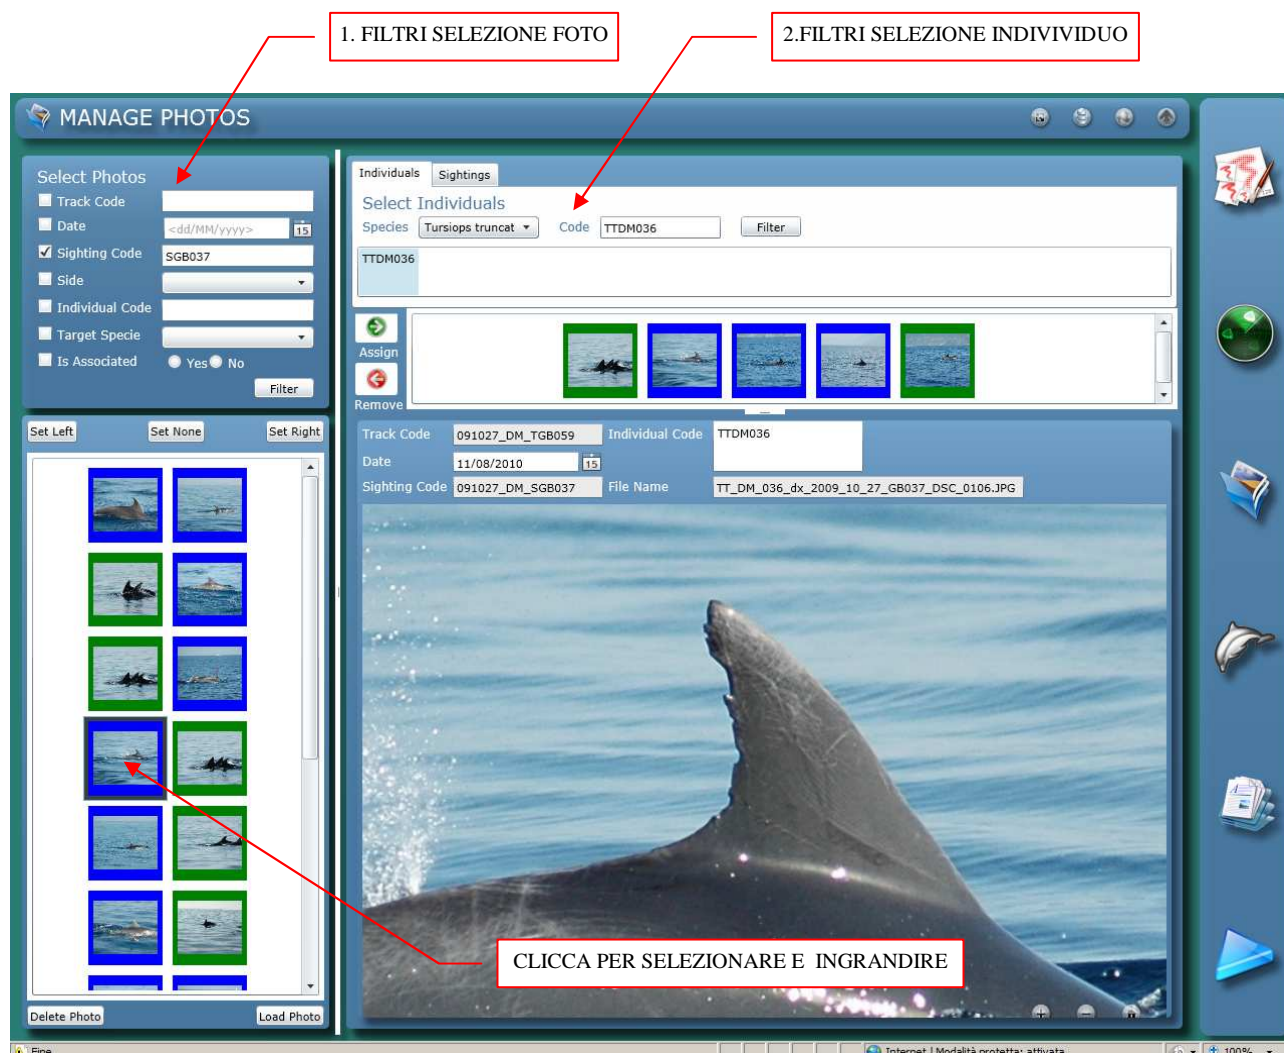 1. FILTRI SELEZIONE FOTO
2.FILTRI SELEZIONE INDIVIVIDUO
MANAGE PHOTOS
Select Photos
Track Code
Date <dd/MM/yyyy> 15
Sighting Code SGB037
Side
Individual Code
Target Specie
Is Associated Yes No
Filter
Set Left Set None Set Right
Delete Photo Load Photo
Individuals Sightings
Select Individuals
Species Tursiops truncat Code TTDM036 Filter
TTDM036
Assign
Remove
Track Code 091027_DM_TGB059 Individual Code TTDM036
Date 11/08/2010 15
Sighting Code 091027_DM_SGB037 File Name TT_DM_036_dx_2009_10_27_GB037_DSC_0106.JPG
CLICCA PER SELEZIONARE E INGRANDIRE
Fine Internet | Modalità protetta: attivata 100%